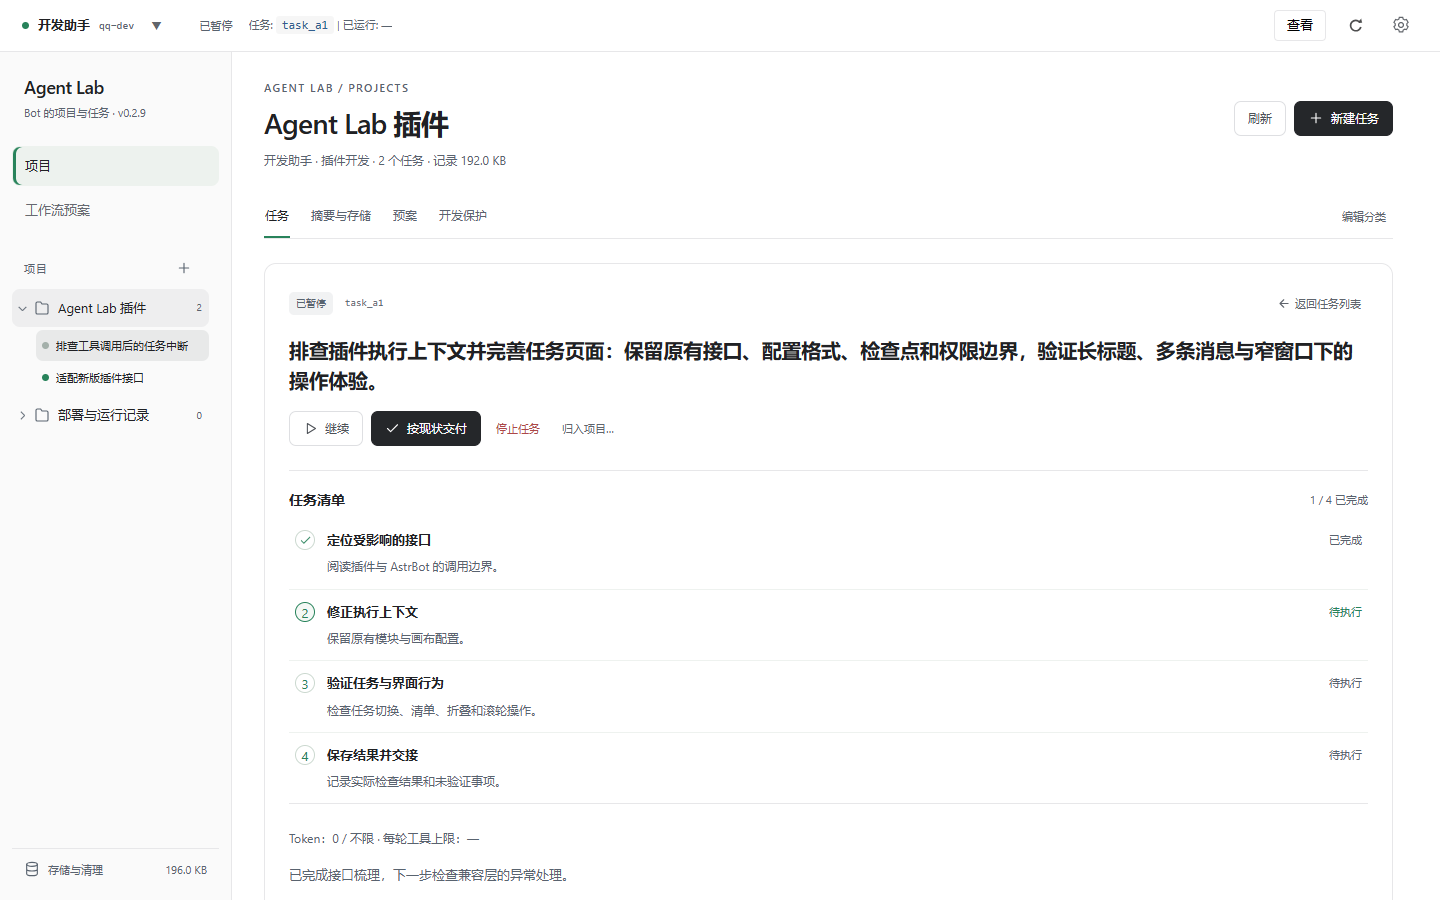 开发助手 qq-dev ▼ 已暂停 任务: task_a1 | 已运行: — 查看
Agent Lab
Bot 的项目与任务 · v0.2.9
项目
工作流预案
项目
Agent Lab 插件 2
排查工具调用后的任务中断
适配新版插件接口
部署与运行记录 0
存储与清理 196.0 KB
AGENT LAB / PROJECTS
Agent Lab 插件
开发助手 · 插件开发 · 2 个任务 · 记录 192.0 KB
刷新 新建任务
任务 摘要与存储 预案 开发保护 编辑分类
已暂停 task_a1 返回任务列表
排查插件执行上下文并完善任务页面：保留原有接口、配置格式、检查点和权限边界，验证长标题、多条消息与窄窗口下的
操作体验。
继续 按现状交付 停止任务 归入项目...
任务清单 1 / 4 已完成
定位受影响的接口 已完成
阅读插件与 AstrBot 的调用边界。
2 修正执行上下文 待执行
保留原有模块与画布配置。
3 验证任务与界面行为 待执行
检查任务切换、清单、折叠和滚轮操作。
4 保存结果并交接 待执行
记录实际检查结果和未验证事项。
Token： 0 / 不限 · 每轮工具上限： —
已完成接口梳理，下一步检查兼容层的异常处理。